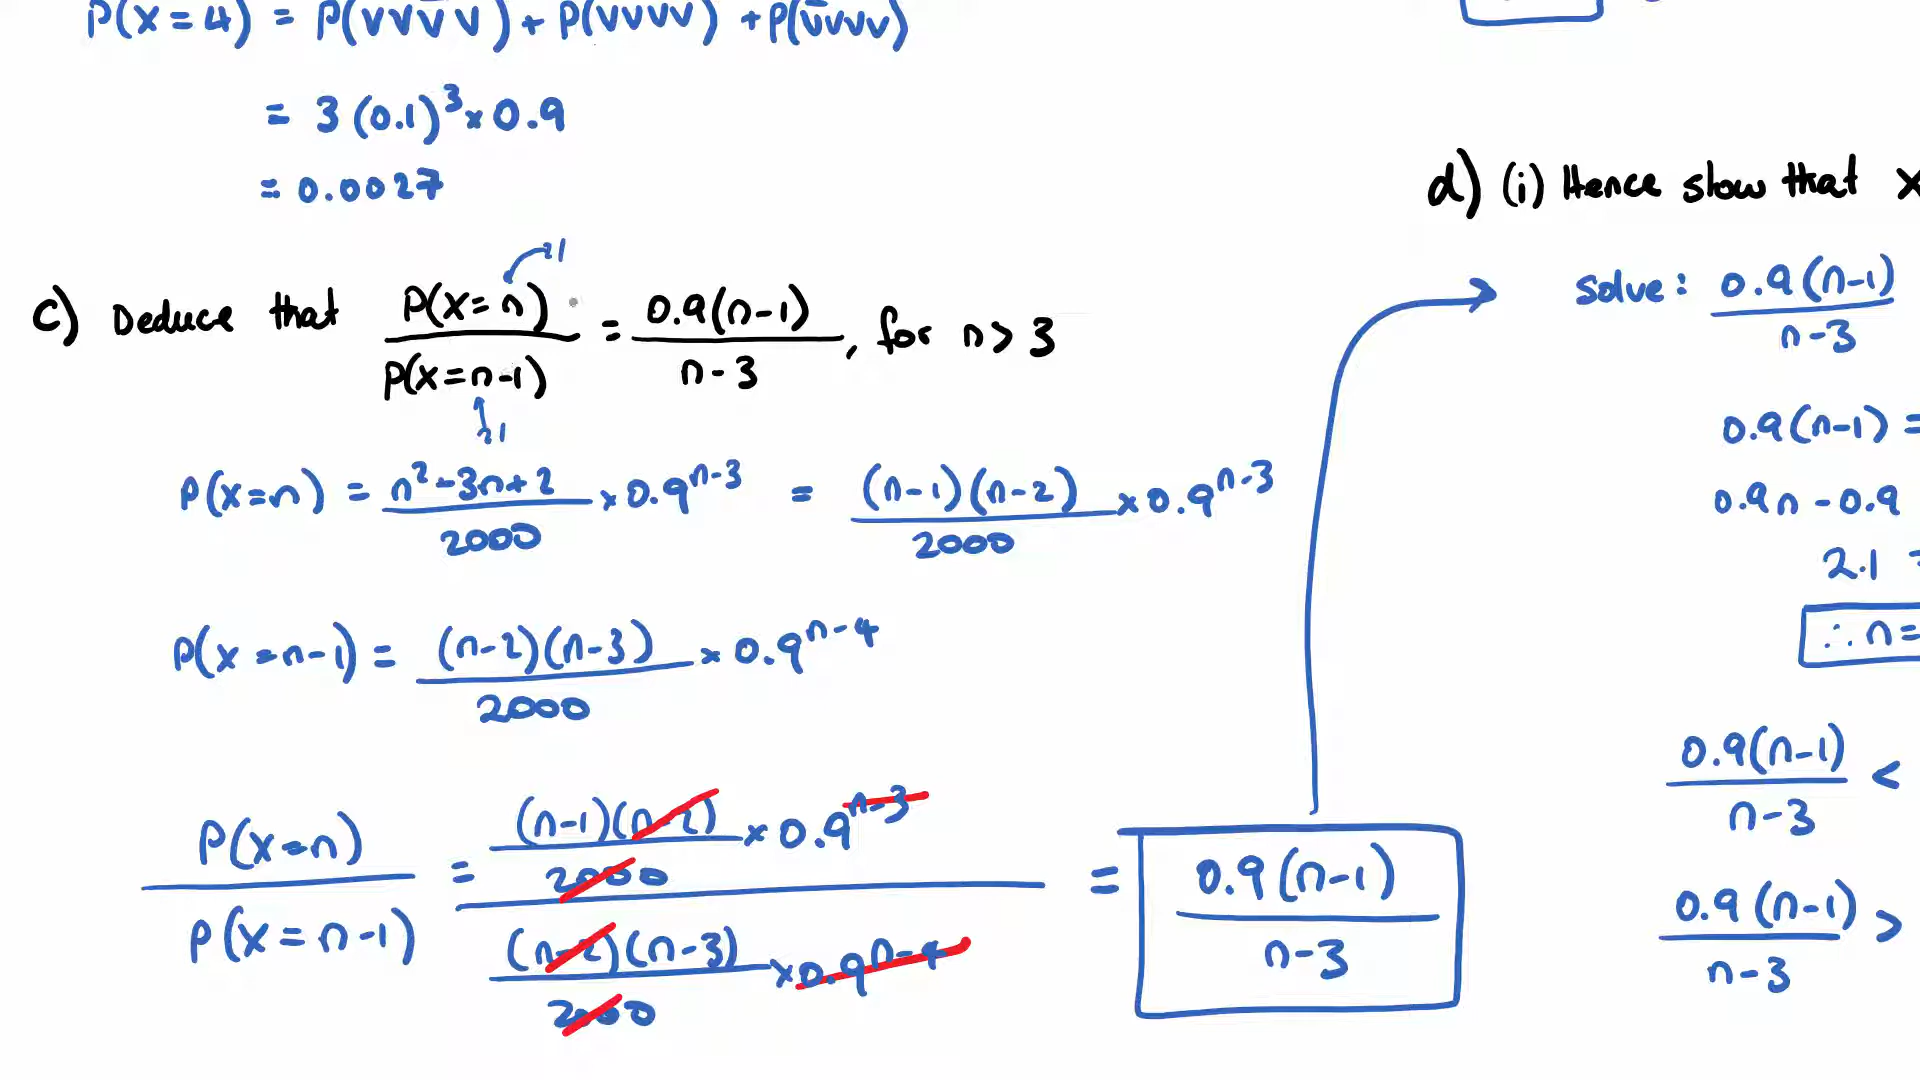 P(X=4) = P(VVV̄V) + P(VVVV) + P(V̄VVV)
= 3(0.1)³ × 0.9
= 0.0027
c) Deduce that P(X=n) / P(X=n-1) = 0.9(n-1) / n-3, for n > 3
21
21
P(X=n) = n²-3n+2 / 2000 × 0.9^(n-3) = (n-1)(n-2) / 2000 × 0.9^(n-3)
P(X=n-1) = (n-2)(n-3) / 2000 × 0.9^(n-4)
P(X=n) / P(X=n-1) = (n-1)(n-2) / 2000 × 0.9^(n-3) / (n-2)(n-3) / 2000 × 0.9^(n-4) = 0.9(n-1) / n-3
d) (i) Hence show that X
solve: 0.9(n-1) / n-3
0.9(n-1) =
0.9n - 0.9
2.1 =
∴ n=
0.9(n-1) / n-3 <
0.9(n-1) / n-3 >